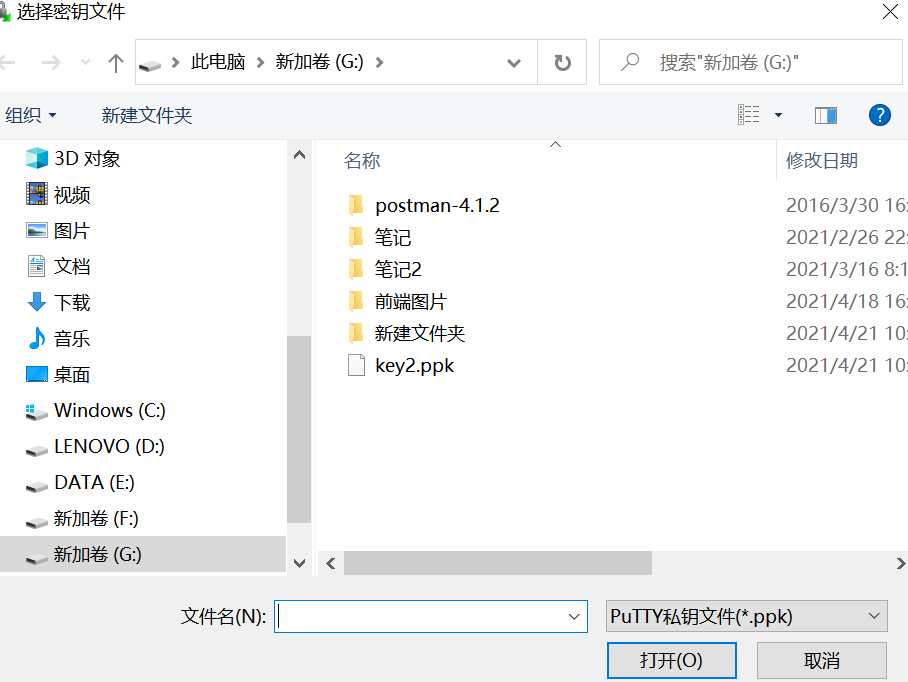 选择密钥文件
此电脑 新加卷 (G:)
搜索"新加卷 (G:)"
组织 新建文件夹
?
3D 对象
视频
图片
文档
下载
音乐
桌面
Windows (C:)
LENOVO (D:)
DATA (E:)
新加卷 (F:)
新加卷 (G:)
名称 修改日期
postman-4.1.2 2016/3/30 16:
笔记 2021/2/26 22:
笔记2 2021/3/16 8:1
前端图片 2021/4/18 16:
新建文件夹 2021/4/21 10:
key2.ppk 2021/4/21 10:
文件名(N):
PuTTY私钥文件(*.ppk)
打开(O) 取消